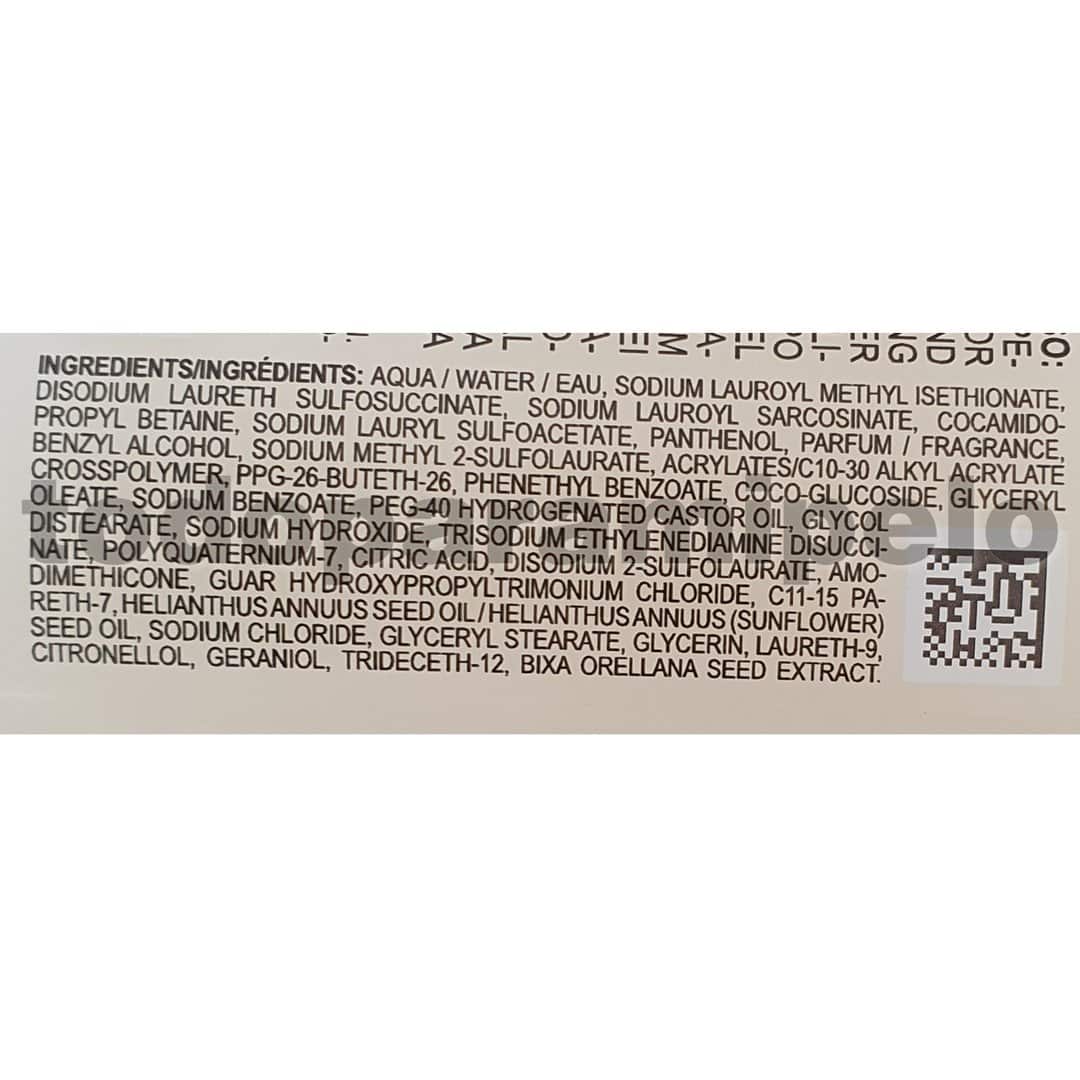 INGREDIENTS/INGRÉDIENTS: AQUA / WATER / EAU, SODIUM LAUROYL METHYL ISETHIONATE,
DISODIUM LAURETH SULFOSUCCINATE, SODIUM LAUROYL SARCOSINATE, COCAMIDO-
PROPYL BETAINE, SODIUM LAURYL SULFOACETATE, PANTHENOL, PARFUM / FRAGRANCE,
BENZYL ALCOHOL, SODIUM METHYL 2-SULFOLAURATE, ACRYLATES/C10-30 ALKYL ACRYLATE
CROSSPOLYMER, PPG-26-BUTETH-26, PHENETHYL BENZOATE, COCO-GLUCOSIDE, GLYCERYL
OLEATE, SODIUM BENZOATE, PEG-40 HYDROGENATED CASTOR OIL, GLYCOL
DISTEARATE, SODIUM HYDROXIDE, TRISODIUM ETHYLENEDIAMINE DISUCCI-
NATE, POLYQUATERNIUM-7, CITRIC ACID, DISODIUM 2-SULFOLAURATE, AMO-
DIMETHICONE, GUAR HYDROXYPROPYLTRIMONIUM CHLORIDE, C11-15 PA-
RETH-7, HELIANTHUS ANNUUS SEED OIL / HELIANTHUS ANNUUS (SUNFLOWER)
SEED OIL, SODIUM CHLORIDE, GLYCERYL STEARATE, GLYCERIN, LAURETH-9,
CITRONELLOL, GERANIOL, TRIDECETH-12, BIXA ORELLANA SEED EXTRACT.
todoparamipelo